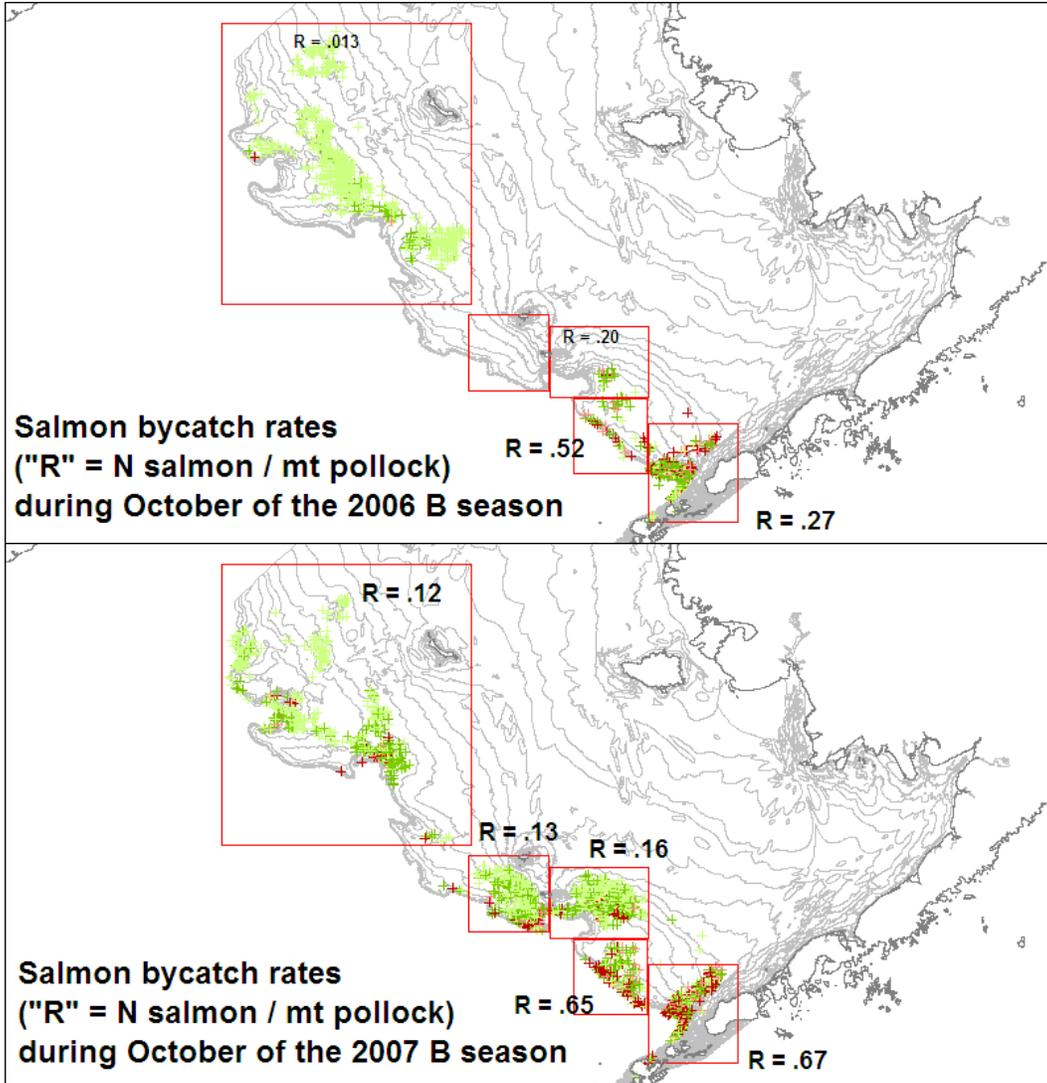 R = .013
R = .20
R = .52
R = .27
Salmon bycatch rates
("R" = N salmon / mt pollock)
during October of the 2006 B season
R = .12
R = .13
R = .16
R = .65
R = .67
Salmon bycatch rates
("R" = N salmon / mt pollock)
during October of the 2007 B season